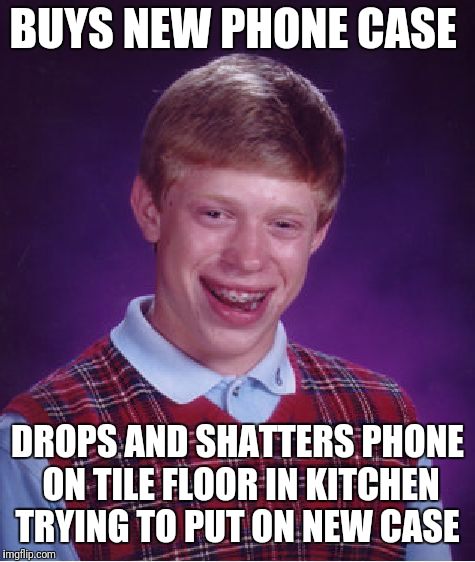 BUYS NEW PHONE CASE
DROPS AND SHATTERS PHONE
ON TILE FLOOR IN KITCHEN
TRYING TO PUT ON NEW CASE
imgflip.com